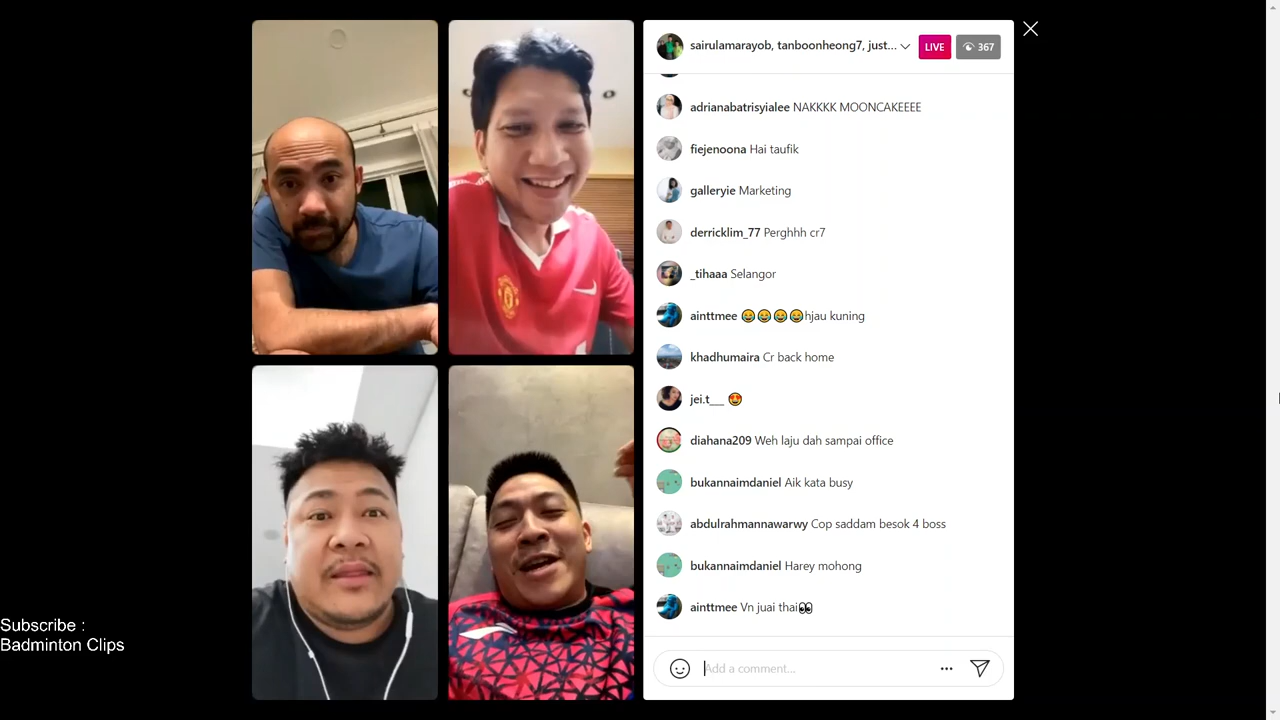 sairulamarayob, tanboonheong7, just...
LIVE
367
adrianabatrisyialee NAKKKK MOONCAKEEEE
fiejenoona Hai taufik
galleryie Marketing
derricklim_77 Perghhh cr7
_tihaaa Selangor
ainttmee 😂😂😂😂hjau kuning
khadhumaira Cr back home
jei.t___ 😍
diahana209 Weh laju dah sampai office
bukannaimdaniel Aik kata busy
abdulrahmannawarwy Cop saddam besok 4 boss
bukannaimdaniel Harey mohong
ainttmee Vn juai thai👀
Add a comment...
Subscribe :
Badminton Clips